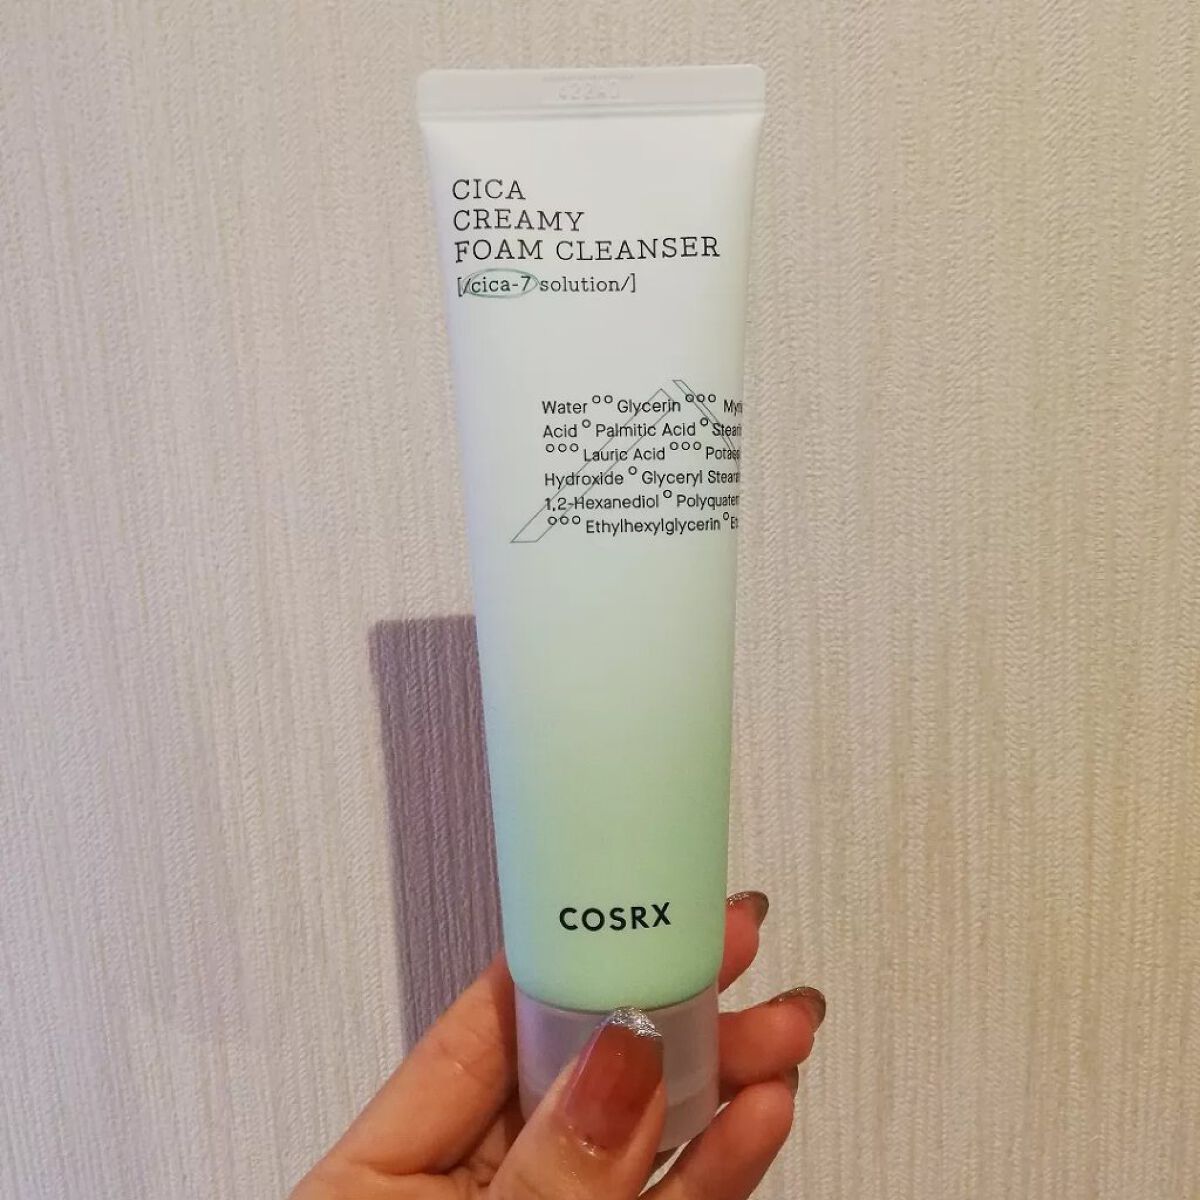 CICA
CREAMY
FOAM CLEANSER
[/cica-7 solution/]
Water °° Glycerin °°°
Acid ° Palmitic Acid °
°°° Lauric Acid °°°
Hydroxide ° Glyceryl
1,2-Hexanediol °
°°° Ethylhexylglycerin °
COSRX